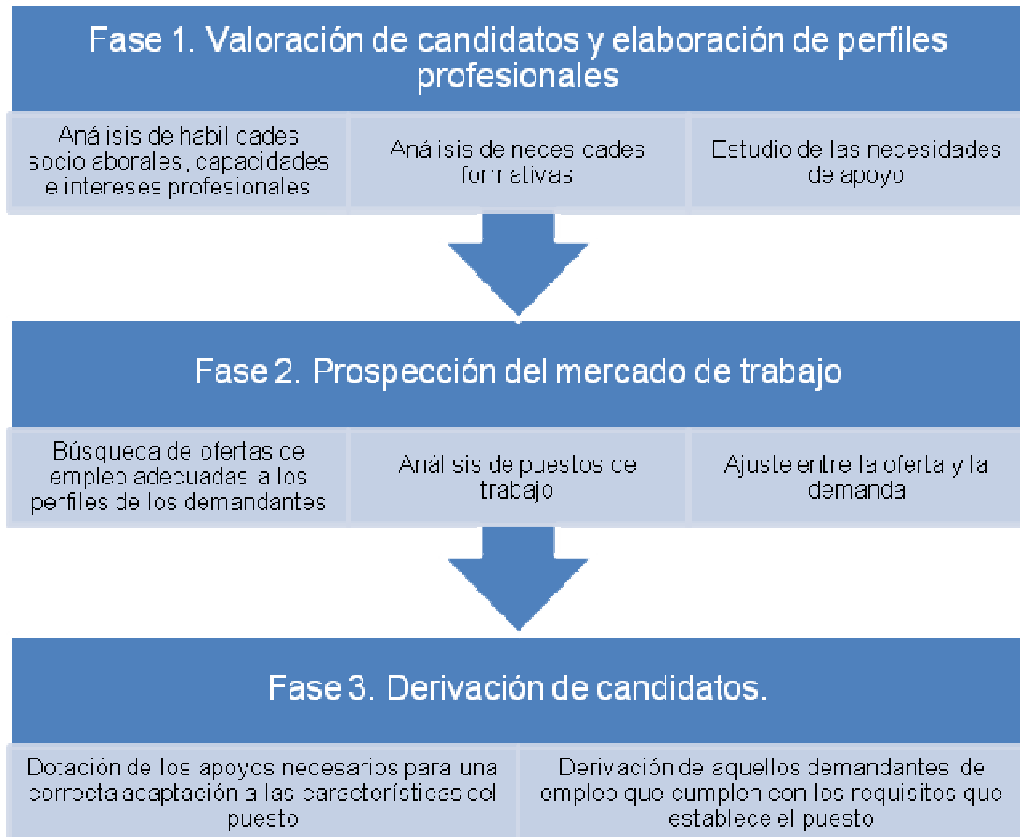 Fase 1. Valoración de candidatos y elaboración de perfiles
profesionales
Análisis de habilidades
sociolaborales, capacidades
e intereses profesionales
Análisis de necesidades
formativas
Estudio de las necesidades
de apoyo
Fase 2. Prospección del mercado de trabajo
Búsqueda de ofertas de
empleo adecuadas a los
perfiles de los demandantes
Análisis de puestos de
trabajo
Ajuste entre la oferta y la
demanda
Fase 3. Derivación de candidatos.
Dotación de los apoyos necesarios para una
correcta adaptación a las características del
puesto
Derivación de aquellos demandantes de
empleo que cumplen con los requisitos que
establece el puesto